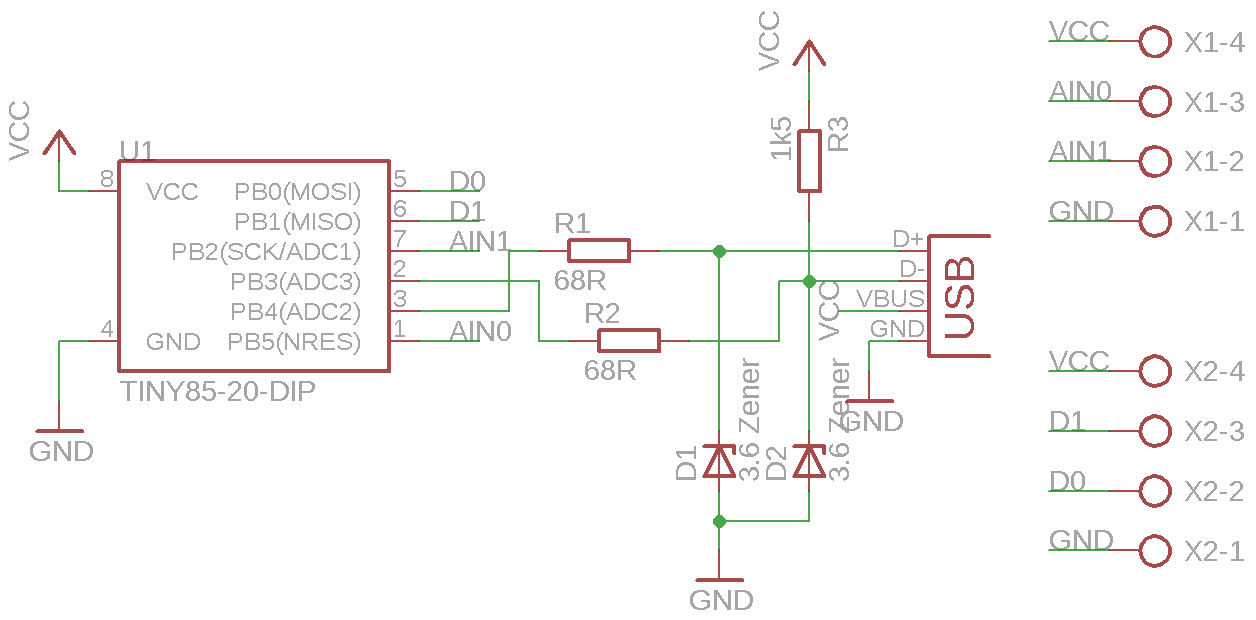 VCC
U1
8
VCC
PB0(MOSI)
5
D0
PB1(MISO)
6
D1
PB2(SCK/ADC1)
7
AIN1
PB3(ADC3)
2
PB4(ADC2)
3
4
GND
PB5(NRES)
1
AIN0
TINY85-20-DIP
GND
R1
68R
R2
68R
VCC
1k5
R3
D+
D-
VCC
VBUS
GND
USB
GND
D1
3.6 Zener
D2
3.6 Zener
GND
VCC X1-4
AIN0 X1-3
AIN1 X1-2
GND X1-1
VCC X2-4
D1 X2-3
D0 X2-2
GND X2-1